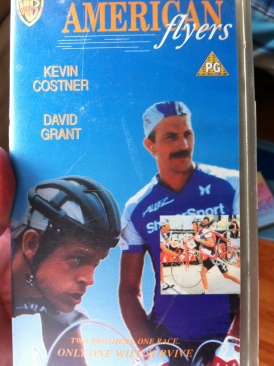 AMERICAN
flyers
PG
KEVIN
COSTNER
DAVID
GRANT
TWO BROTHERS. ONE RACE.
ONLY ONE WILL SURVIVE